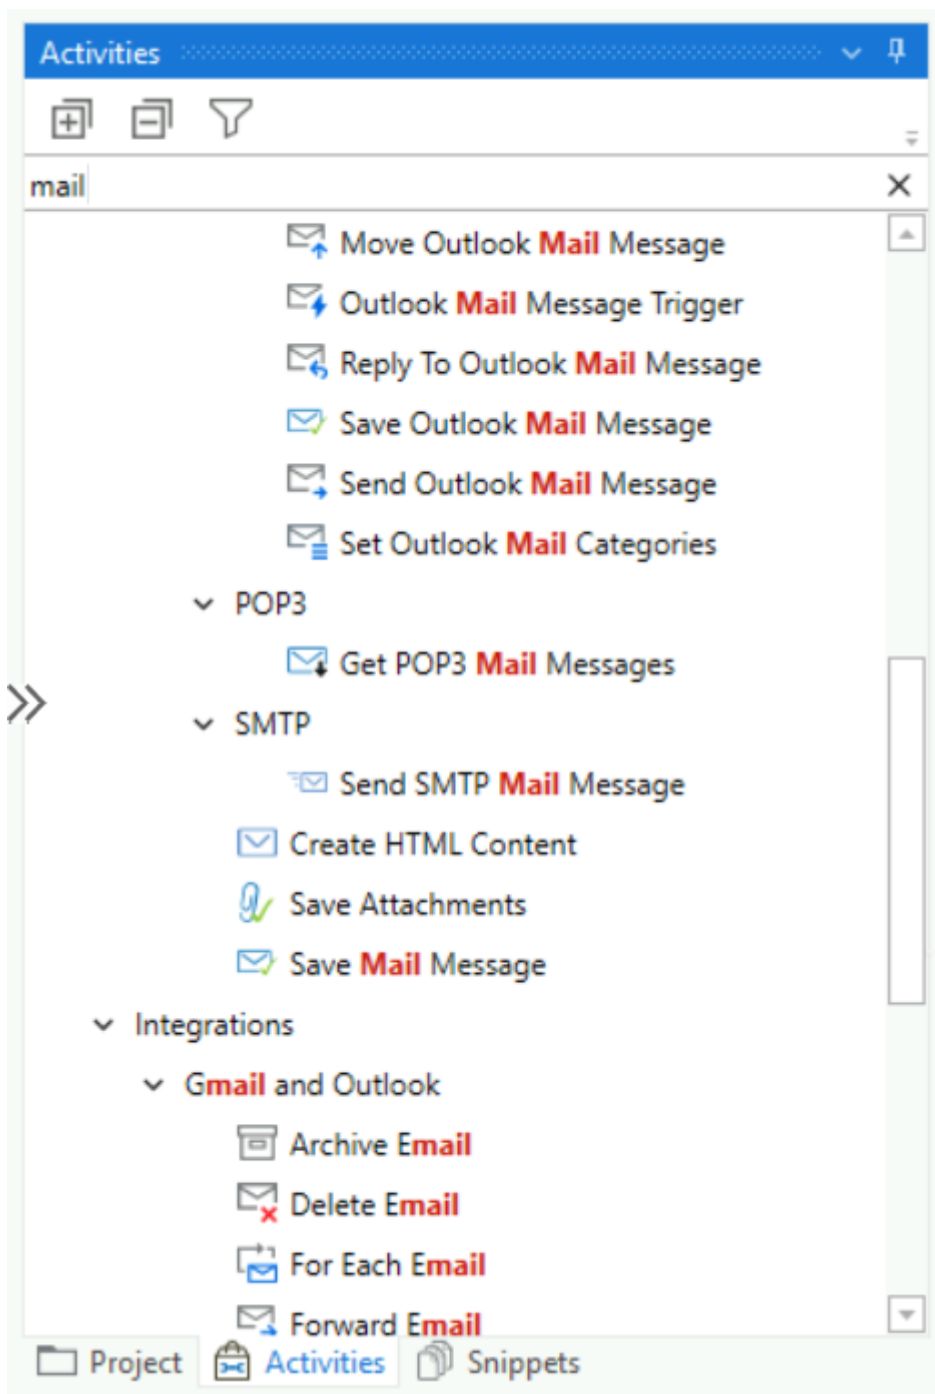 Activities
mail
Move Outlook Mail Message
Outlook Mail Message Trigger
Reply To Outlook Mail Message
Save Outlook Mail Message
Send Outlook Mail Message
Set Outlook Mail Categories
POP3
Get POP3 Mail Messages
SMTP
Send SMTP Mail Message
Create HTML Content
Save Attachments
Save Mail Message
Integrations
Gmail and Outlook
Archive Email
Delete Email
For Each Email
Forward Email
Project Activities Snippets